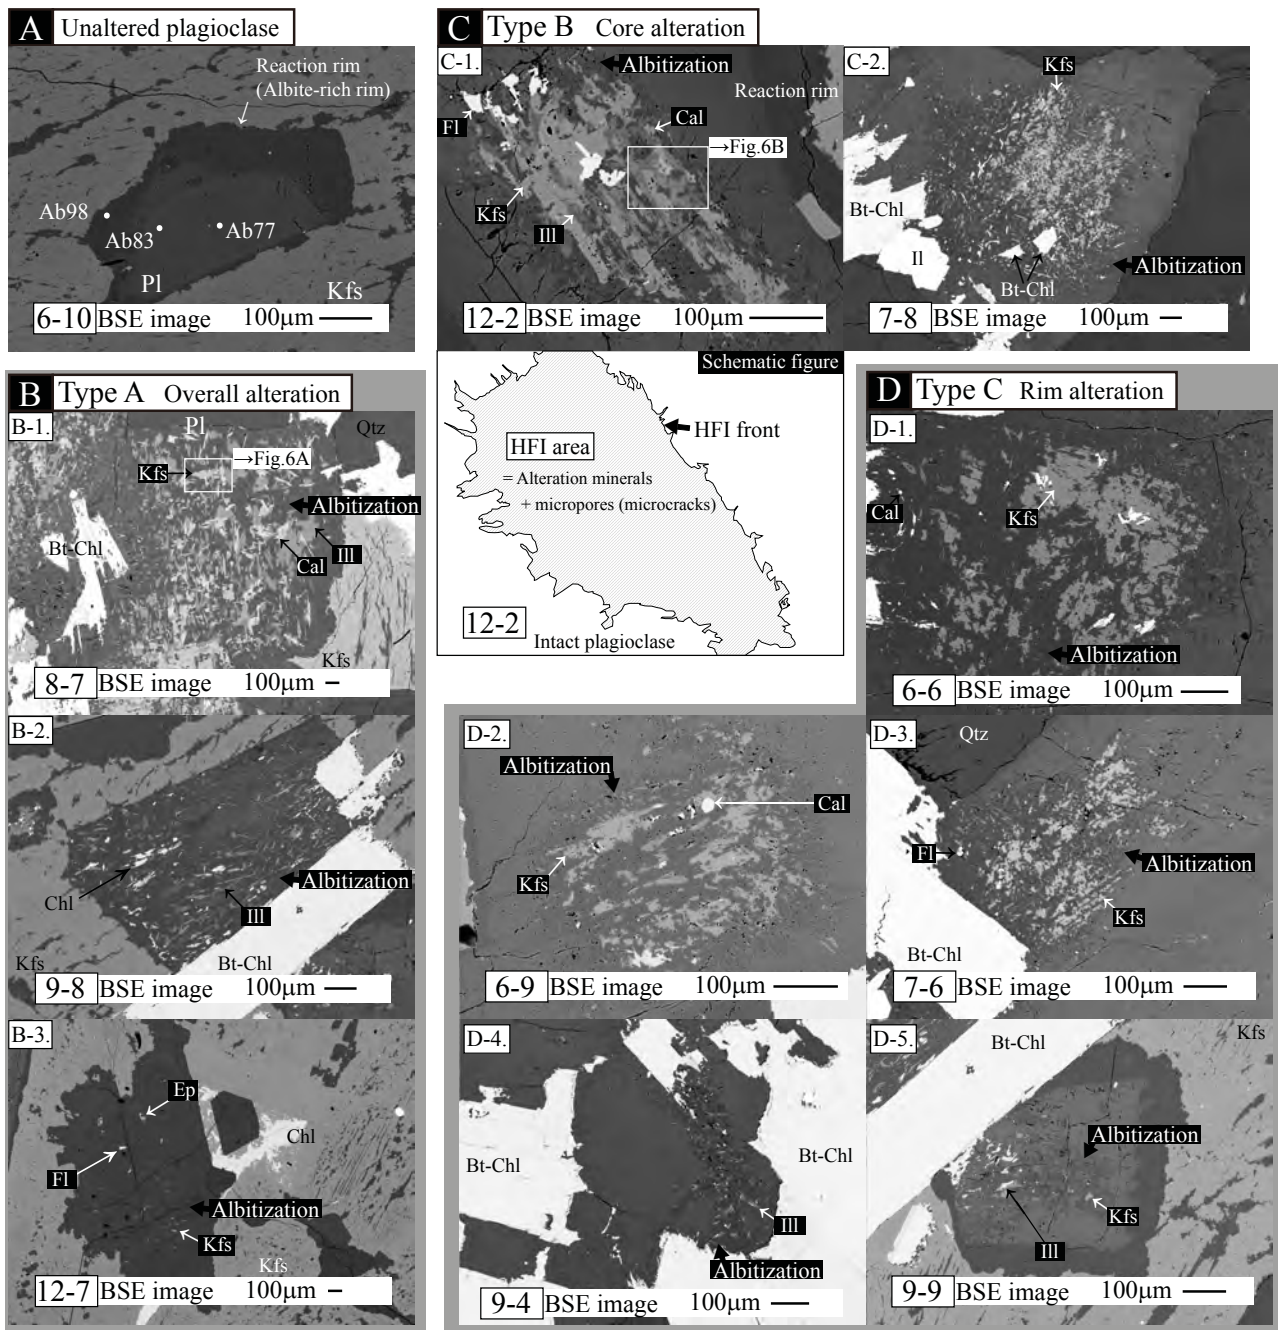 A Unaltered plagioclase
Reaction rim
(Albite-rich rim)
Ab98
Ab83
Ab77
Pl
Kfs
6-10 BSE image 100μm
C Type B Core alteration
C-1.
Albitization
Reaction rim
Fl
Cal
→Fig.6B
Kfs
Ill
12-2 BSE image 100μm
C-2.
Kfs
Bt-Chl
Il
Bt-Chl
Albitization
7-8 BSE image 100μm
Schematic figure
HFI front
HFI area
= Alteration minerals
+ micropores (microcracks)
12-2
Intact plagioclase
B Type A Overall alteration
B-1.
Pl
Qtz
Kfs
→Fig.6A
Albitization
Bt-Chl
Ill
Cal
Kfs
8-7 BSE image 100μm
B-2.
Albitization
Chl
Ill
Kfs
Bt-Chl
9-8 BSE image 100μm
B-3.
Ep
Chl
Fl
Albitization
Kfs
Kfs
12-7 BSE image 100μm
D Type C Rim alteration
D-1.
Cal
Kfs
Albitization
6-6 BSE image 100μm
D-2.
Albitization
Cal
Kfs
6-9 BSE image 100μm
D-3.
Qtz
Fl
Albitization
Kfs
Bt-Chl
7-6 BSE image 100μm
D-4.
Bt-Chl
Bt-Chl
Ill
Albitization
9-4 BSE image 100μm
D-5.
Bt-Chl
Kfs
Albitization
Kfs
Ill
9-9 BSE image 100μm